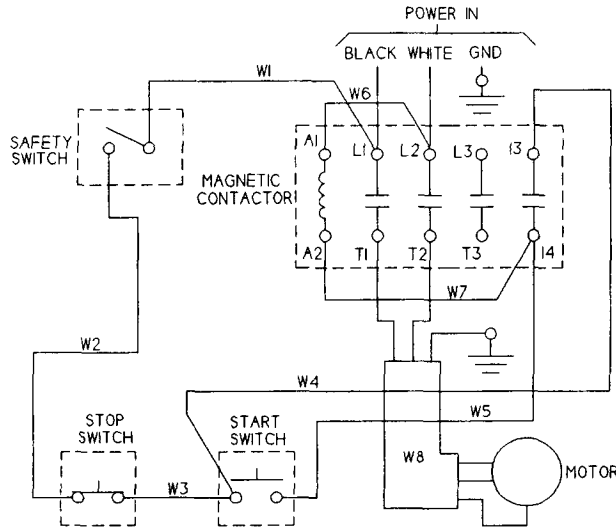 POWER IN
BLACK WHITE GND
W1
W6
SAFETY
SWITCH
A1
L1
L2
L3
13
MAGNETIC
CONTACTOR
A2
T1
T2
T3
14
W7
W2
W4
W5
STOP
SWITCH
START
SWITCH
W3
W8
MOTOR